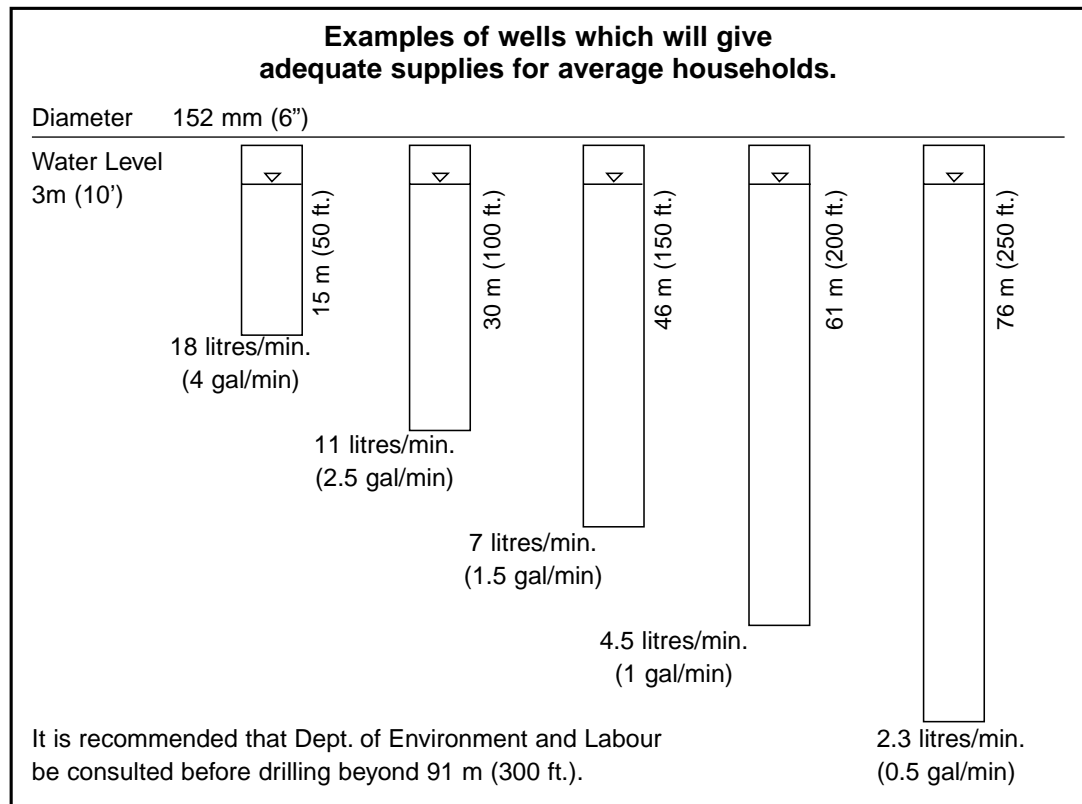 Examples of wells which will give
adequate supplies for average households.
Diameter 152 mm (6”)
Water Level
3m (10’)
15 m (50 ft.)
30 m (100 ft.)
46 m (150 ft.)
61 m (200 ft.)
76 m (250 ft.)
18 litres/min.
(4 gal/min)
11 litres/min.
(2.5 gal/min)
7 litres/min.
(1.5 gal/min)
4.5 litres/min.
(1 gal/min)
2.3 litres/min.
(0.5 gal/min)
It is recommended that Dept. of Environment and Labour
be consulted before drilling beyond 91 m (300 ft.).